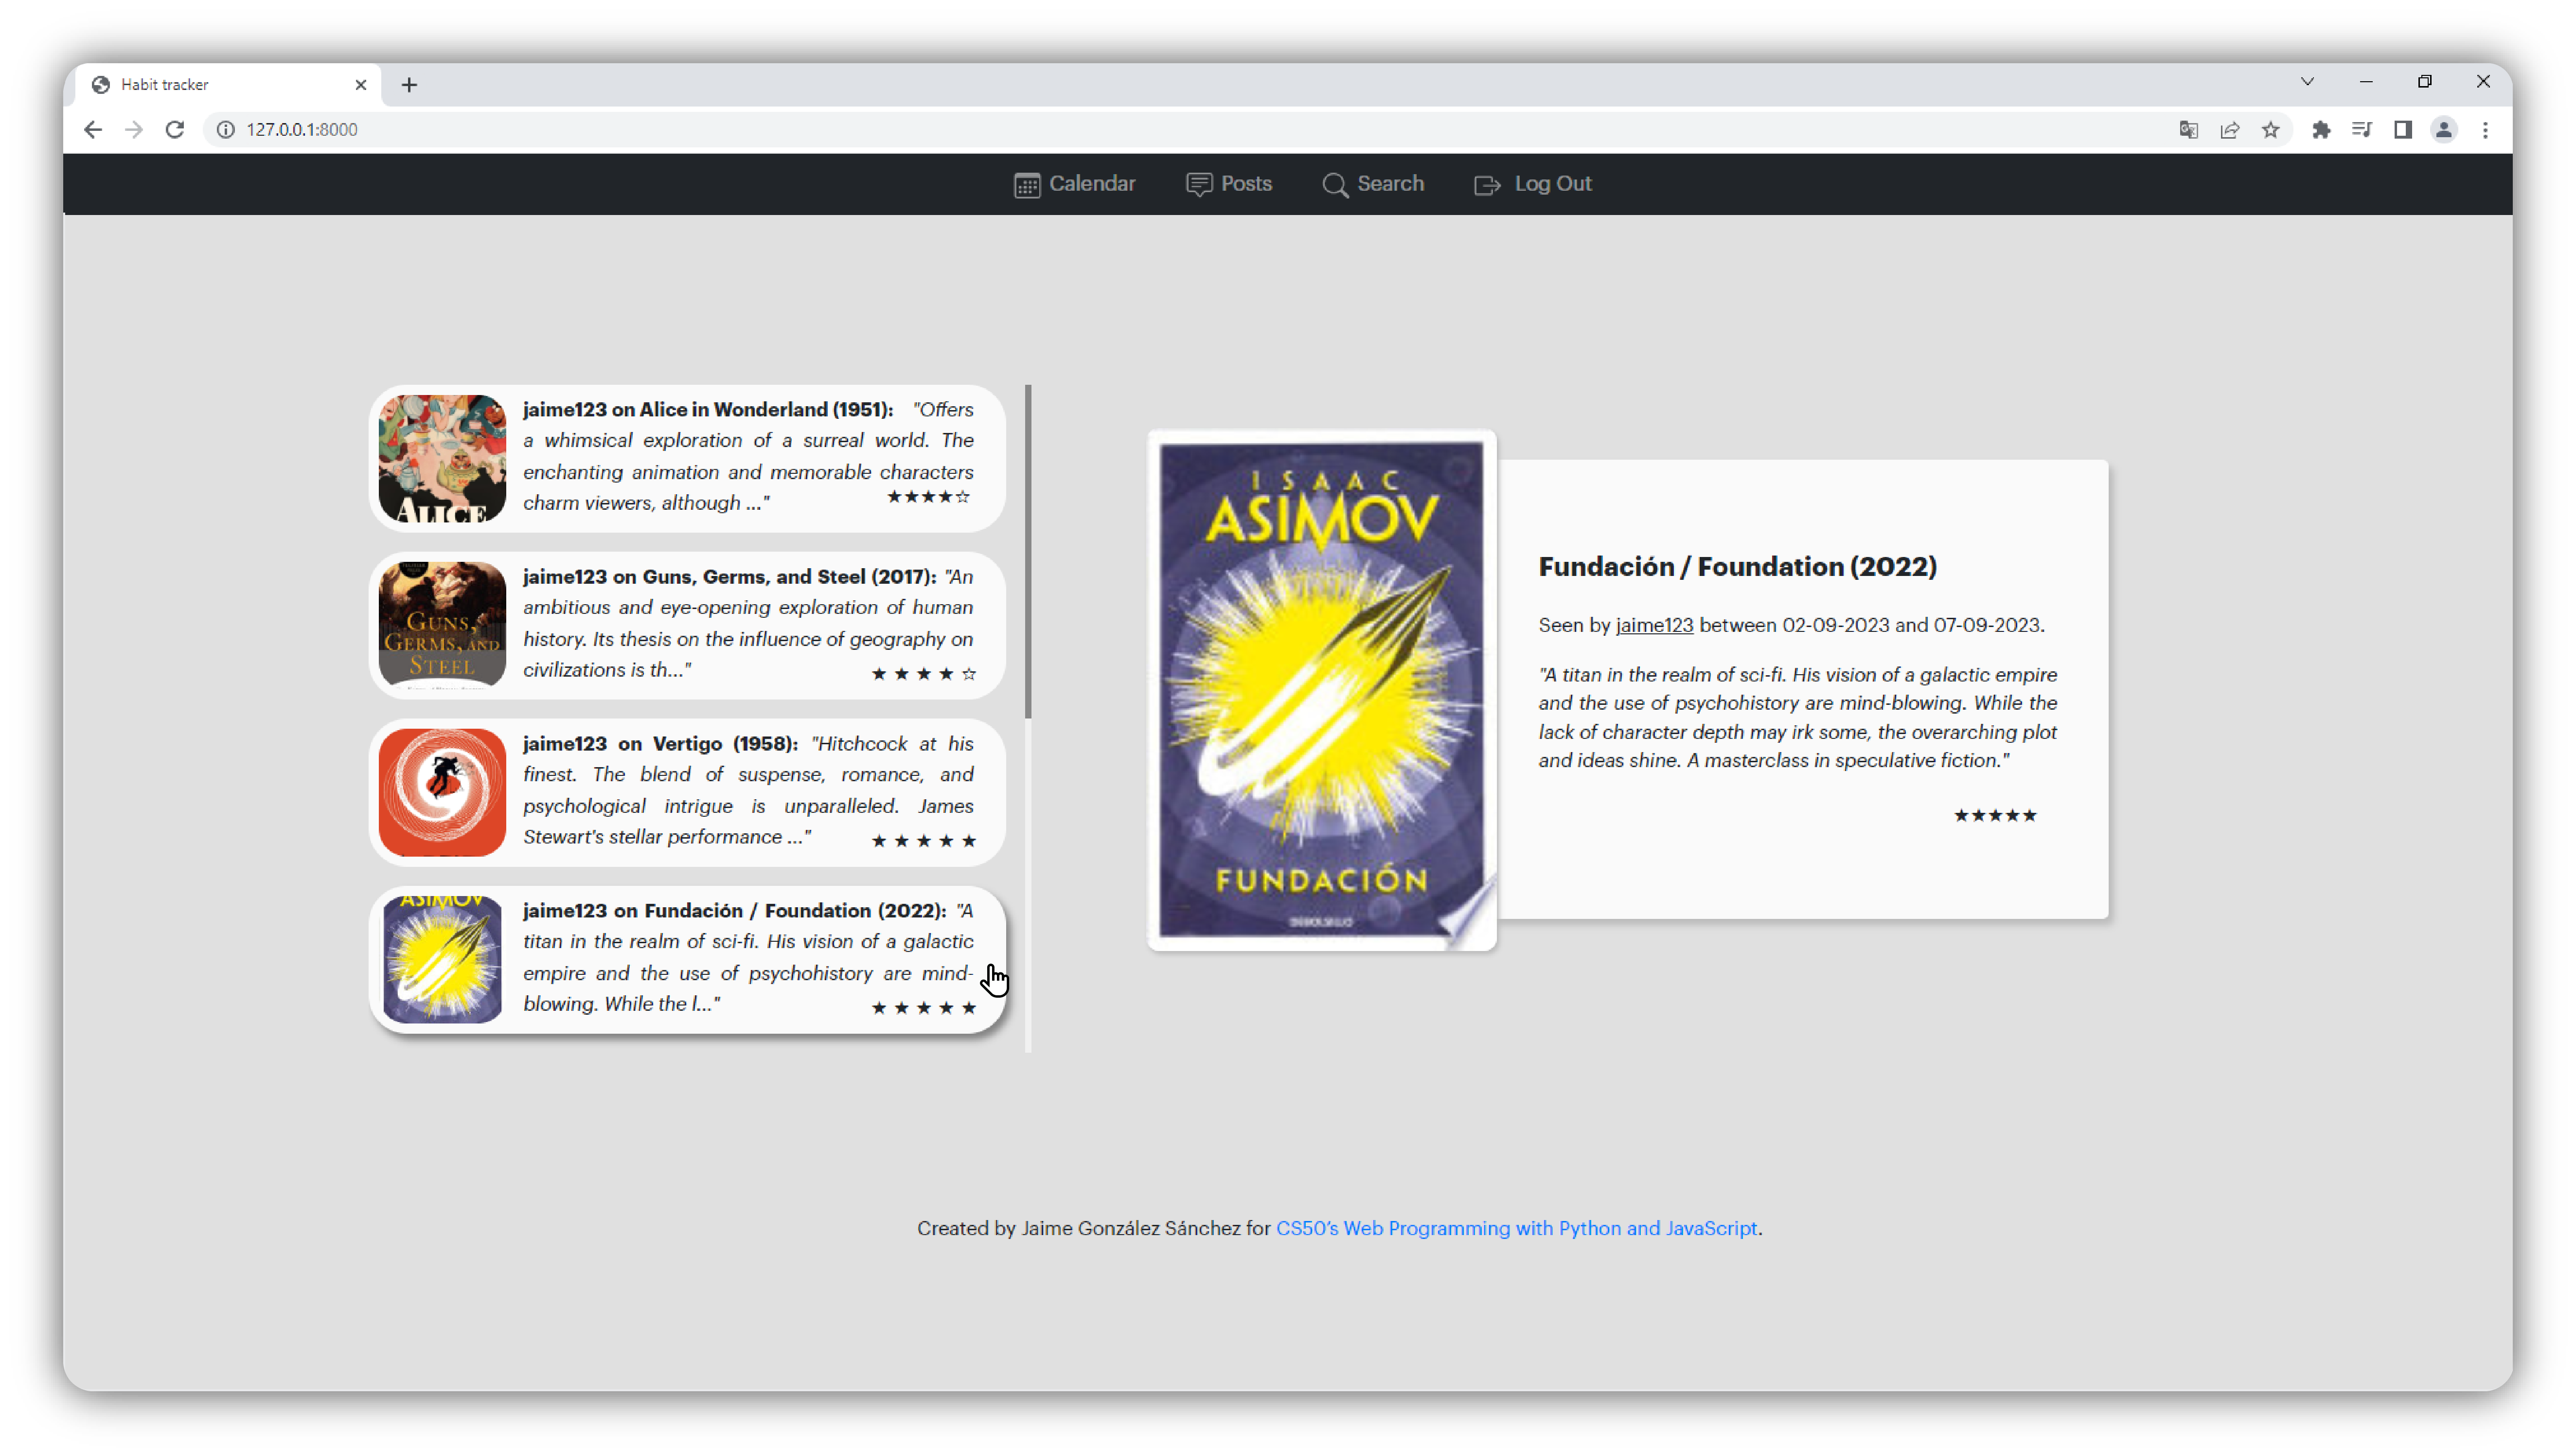 Habit tracker
127.0.0.1:8000
Calendar
Posts
Search
Log Out
ALICE
jaime123 on Alice in Wonderland (1951): "Offers
a whimsical exploration of a surreal world. The
enchanting animation and memorable characters
charm viewers, although ..."
★★★★☆
GUNS,
GERMS, AND
STEEL
jaime123 on Guns, Germs, and Steel (2017): "An
ambitious and eye-opening exploration of human
history. Its thesis on the influence of geography on
civilizations is th..."
★ ★ ★ ★ ☆
jaime123 on Vertigo (1958): "Hitchcock at his
finest. The blend of suspense, romance, and
psychological intrigue is unparalleled. James
Stewart's stellar performance ..."
★ ★ ★ ★ ★
ASIMOV
jaime123 on Fundación / Foundation (2022): "A
titan in the realm of sci-fi. His vision of a galactic
empire and the use of psychohistory are mind-
blowing. While the l..."
★ ★ ★ ★ ★
ISAAC
ASIMOV
FUNDACIÓN
Fundación / Foundation (2022)
Seen by jaime123 between 02-09-2023 and 07-09-2023.
"A titan in the realm of sci-fi. His vision of a galactic empire
and the use of psychohistory are mind-blowing. While the
lack of character depth may irk some, the overarching plot
and ideas shine. A masterclass in speculative fiction."
★★★★★
Created by Jaime González Sánchez for CS50's Web Programming with Python and JavaScript.